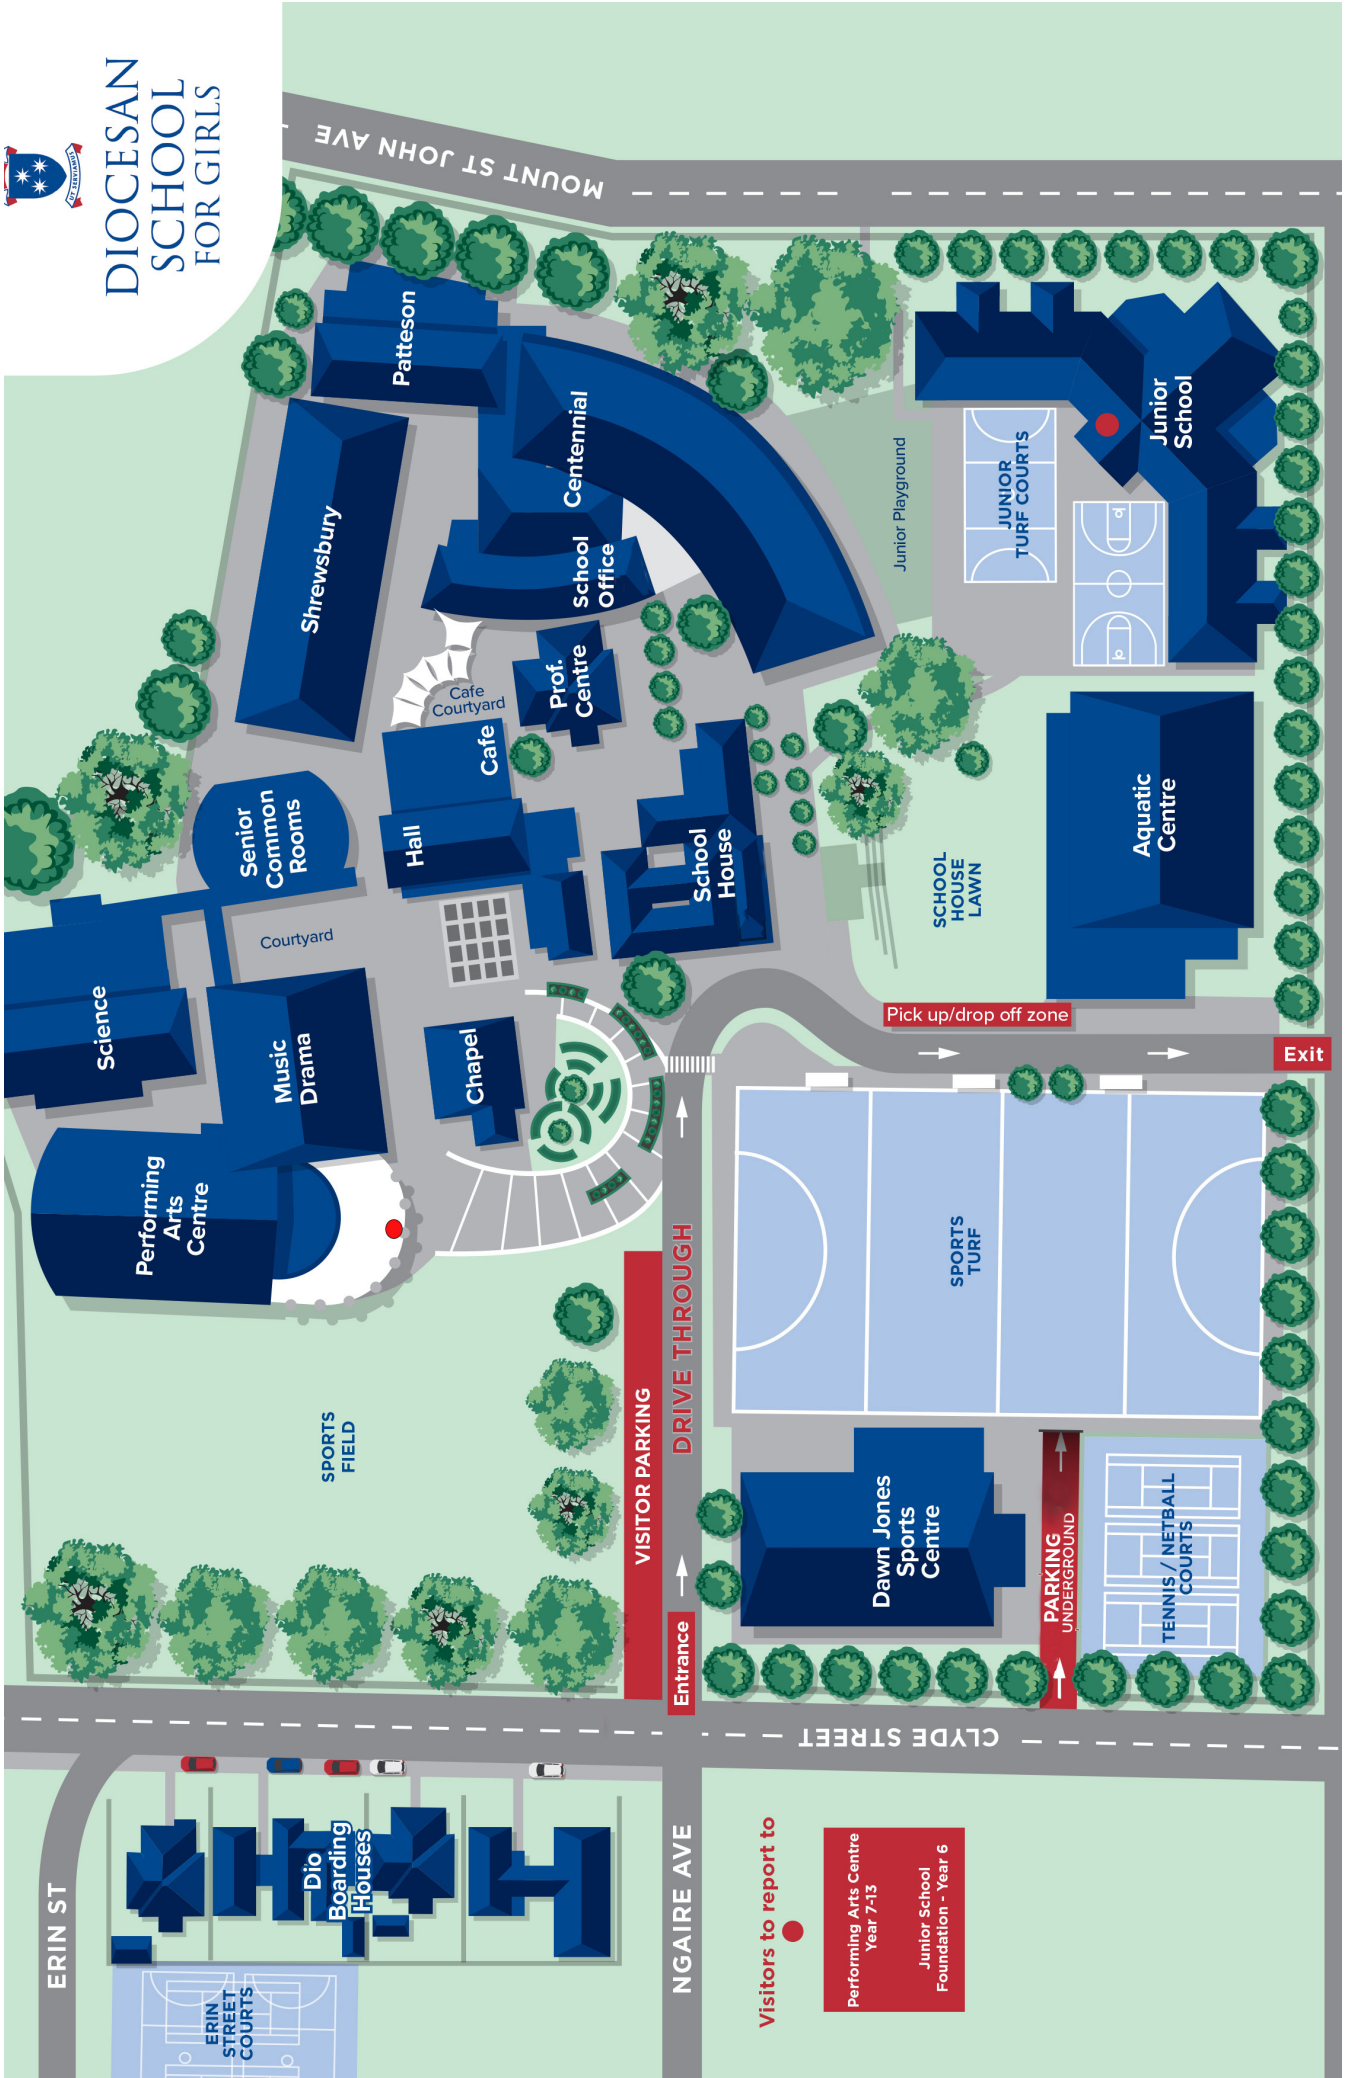 DIOCESAN
SCHOOL
FOR GIRLS
UT SERVIAMUS
MOUNT ST JOHN AVE
Patteson
Centennial
Shrewsbury
School
Office
Prof.
Centre
Cafe
Courtyard
Cafe
Hall
Senior
Common
Rooms
Courtyard
School
House
Science
Music
Drama
Chapel
Performing
Arts
Centre
Junior Playground
JUNIOR
TURF COURTS
Junior
School
Aquatic
Centre
SCHOOL
HOUSE
LAWN
Pick up/drop off zone
Exit
SPORTS
TURF
SPORTS
FIELD
VISITOR PARKING
DRIVE THROUGH
Entrance
Dawn Jones
Sports
Centre
PARKING
UNDERGROUND
TENNIS / NETBALL
COURTS
CLYDE STREET
Dio
Boarding
Houses
ERIN ST
ERIN
STREET
COURTS
NGAIRE AVE
Visitors to report to
Performing Arts Centre
Year 7-13
Junior School
Foundation - Year 6